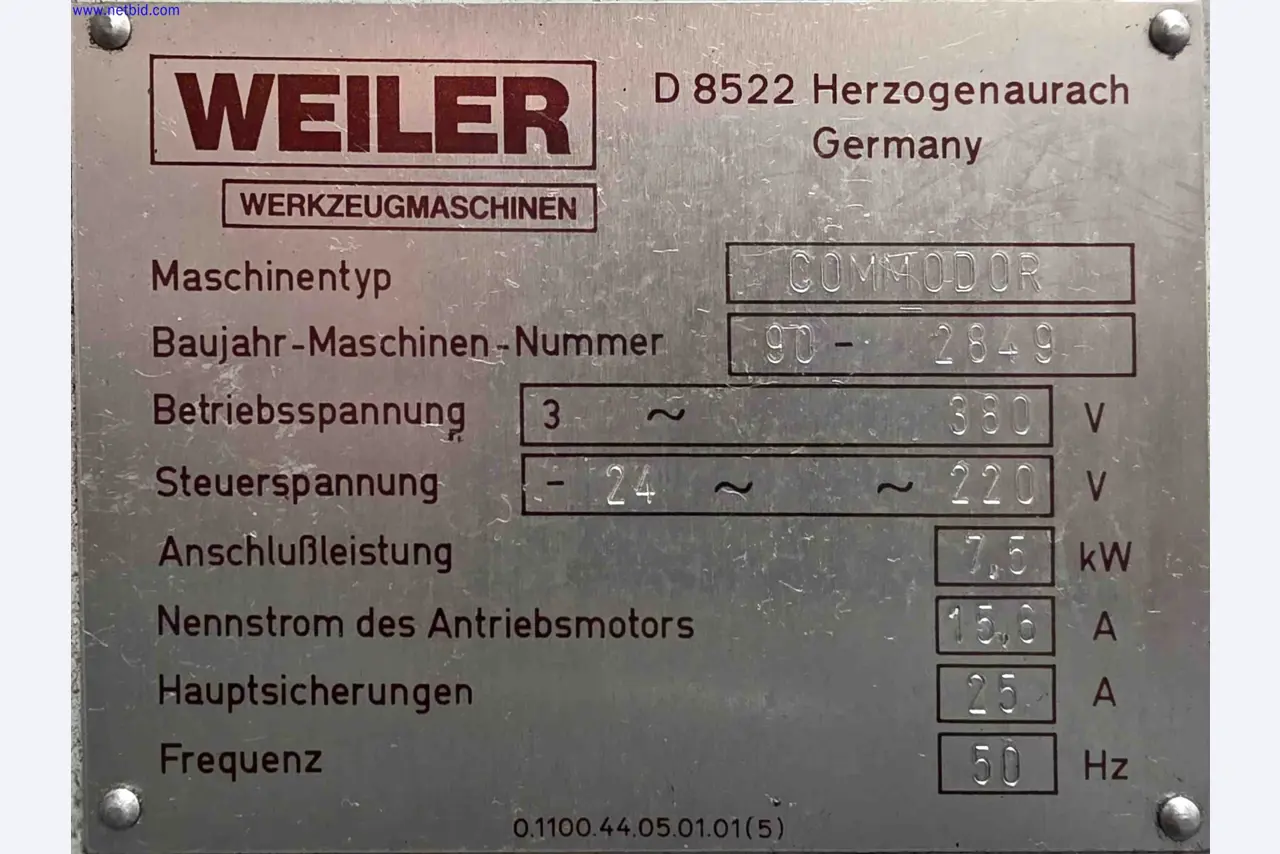 www.netbid.com
WEILER
WERKZEUGMASCHINEN
D 8522 Herzogenaurach
Germany
Maschinentyp COMMODOR
Baujahr-Maschinen-Nummer 90 - 2849
Betriebsspannung 3 ~ 380 V
Steuerspannung - 24 ~ ~ 220 V
Anschlußleistung 7,5 kW
Nennstrom des Antriebsmotors 15,6 A
Hauptsicherungen 25 A
Frequenz 50 Hz
0.1100.44.05.01.01(5)